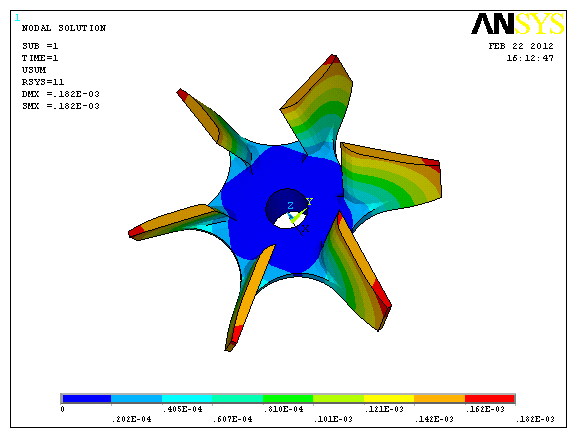 1
NODAL SOLUTION
SUB =1
TIME=1
USUM
RSYS=11
DMX =.182E-03
SMX =.182E-03
ANSYS
FEB 22 2012
16:12:47
Z
Y
0
.202E-04
.405E-04
.607E-04
.810E-04
.101E-03
.121E-03
.142E-03
.162E-03
.182E-03